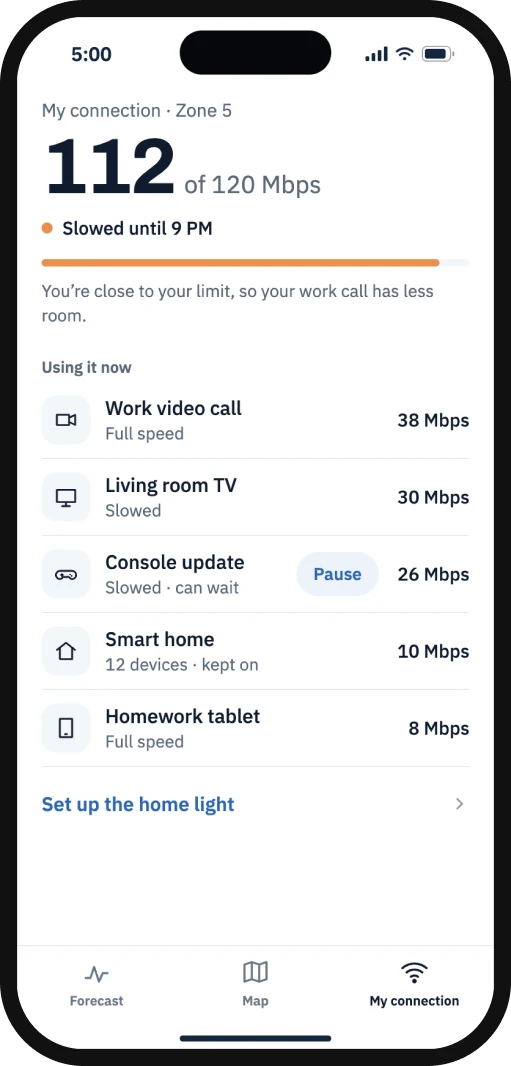 5:00
My connection · Zone 5
112 of 120 Mbps
Slowed until 9 PM
You’re close to your limit, so your work call has less
room.
Using it now
Work video call
Full speed
38 Mbps
Living room TV
Slowed
30 Mbps
Console update
Slowed · can wait
Pause
26 Mbps
Smart home
12 devices · kept on
10 Mbps
Homework tablet
Full speed
8 Mbps
Set up the home light
Forecast
Map
My connection